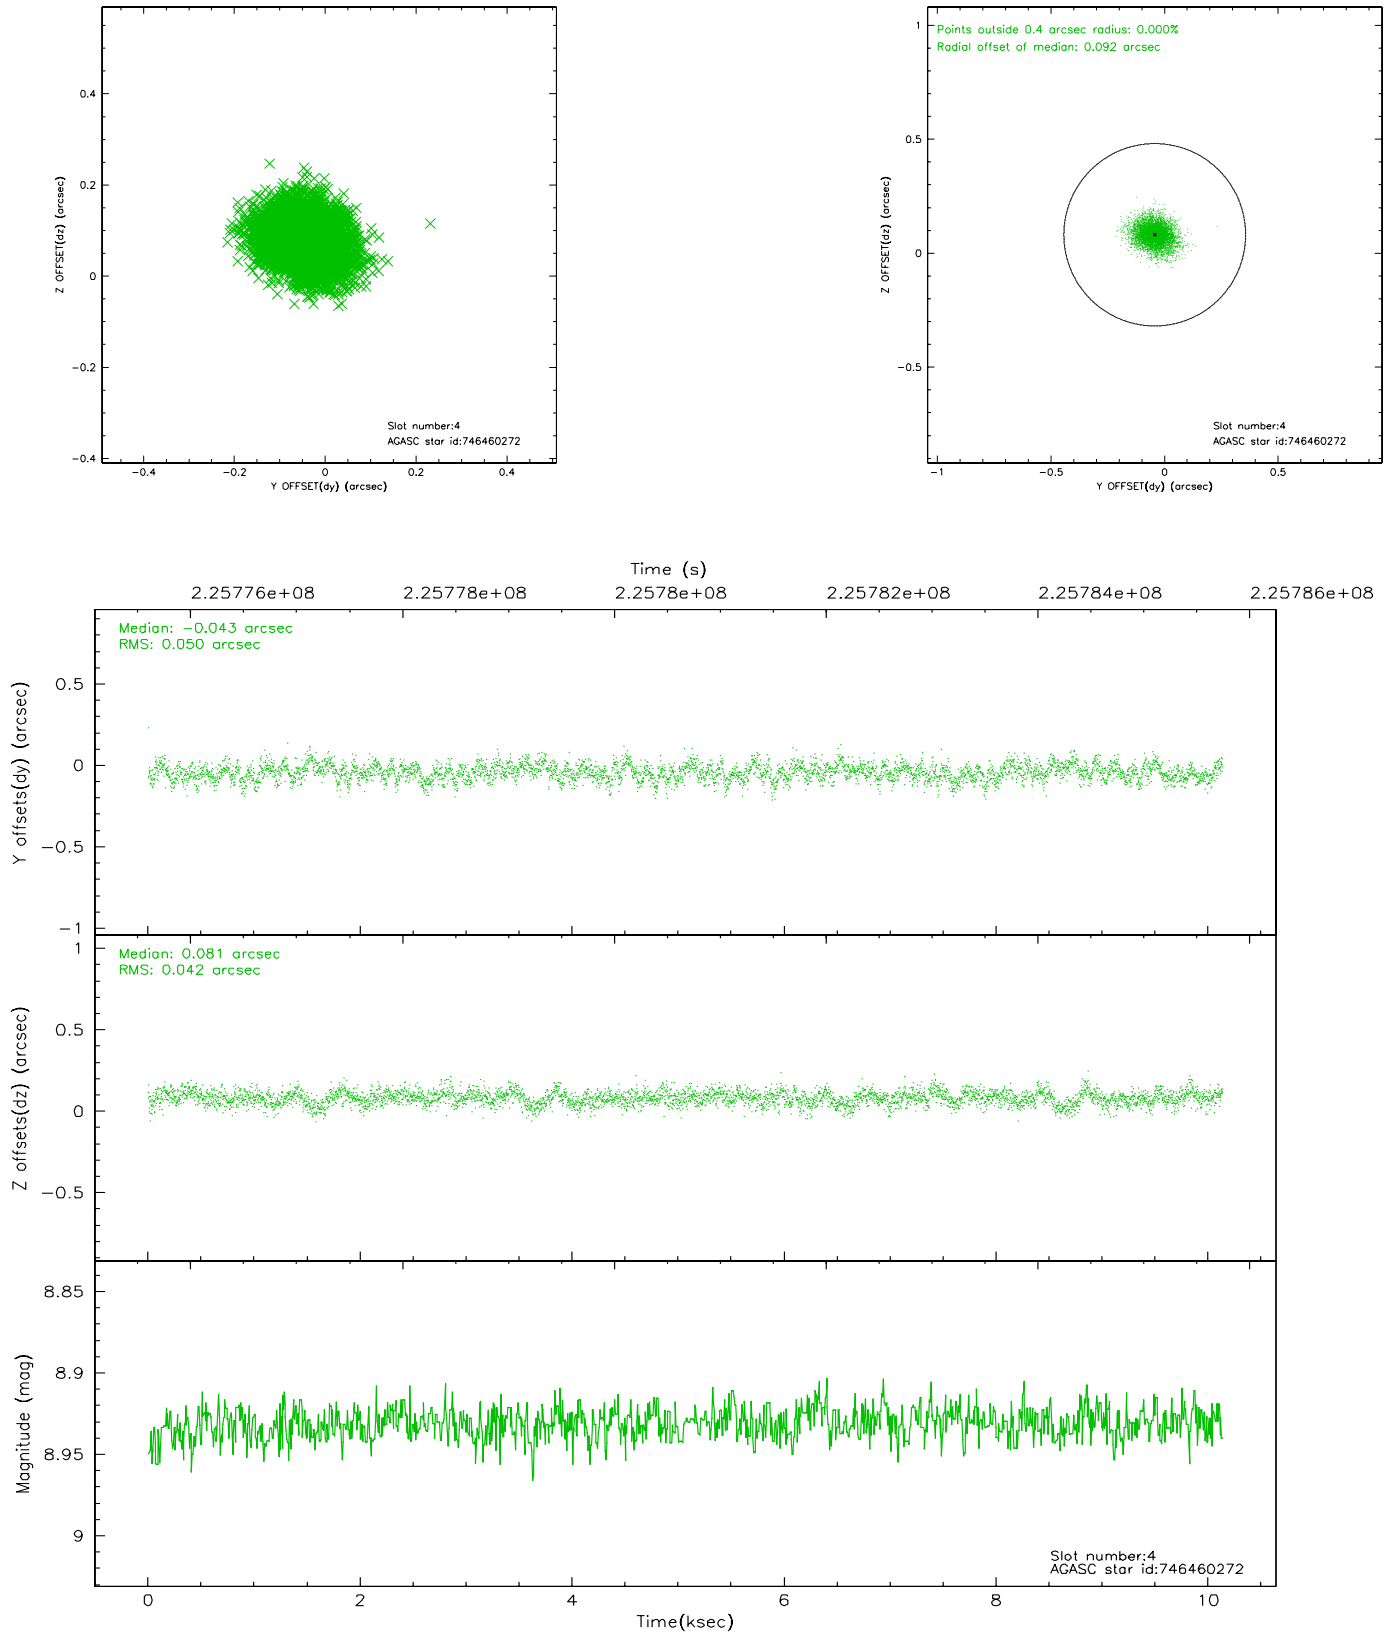 0.4
0.2
0
−0.2
−0.4
−0.4
−0.2
0
0.2
0.4
Z OFFSET(dz) (arcsec)
Y OFFSET(dy) (arcsec)
Slot number:4
AGASC star id:746460272
Points outside 0.4 arcsec radius: 0.000%
Radial offset of median: 0.092 arcsec
1
0.5
0
−0.5
−1
−0.5
0
0.5
Z OFFSET(dz) (arcsec)
Y OFFSET(dy) (arcsec)
Slot number:4
AGASC star id:746460272
Time (s)
2.25776e+08
2.25778e+08
2.2578e+08
2.25782e+08
2.25784e+08
2.25786e+08
Median: −0.043 arcsec
RMS: 0.050 arcsec
0.5
0
−0.5
−1
Y offsets(dy) (arcsec)
Median: 0.081 arcsec
RMS: 0.042 arcsec
1
0.5
0
−0.5
Z offsets(dz) (arcsec)
8.85
8.9
8.95
9
Magnitude (mag)
Slot number:4
AGASC star id:746460272
0
2
4
6
8
10
Time(ksec)